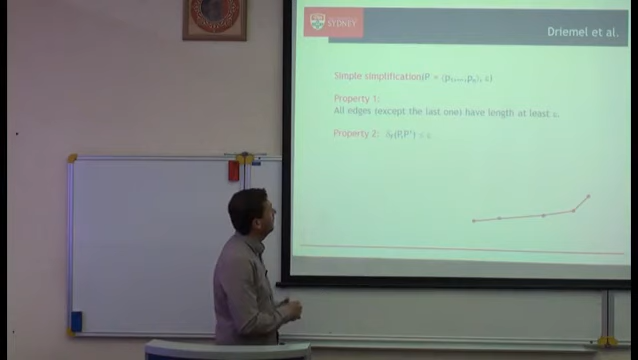 SYDNEY
Driemel et al.
Simple simplification(P = ⟨p₁,...,pₙ⟩, ε)
Property 1:
All edges (except the last one) have length at least ε.
Property 2: δF(P,P') ≤ ε